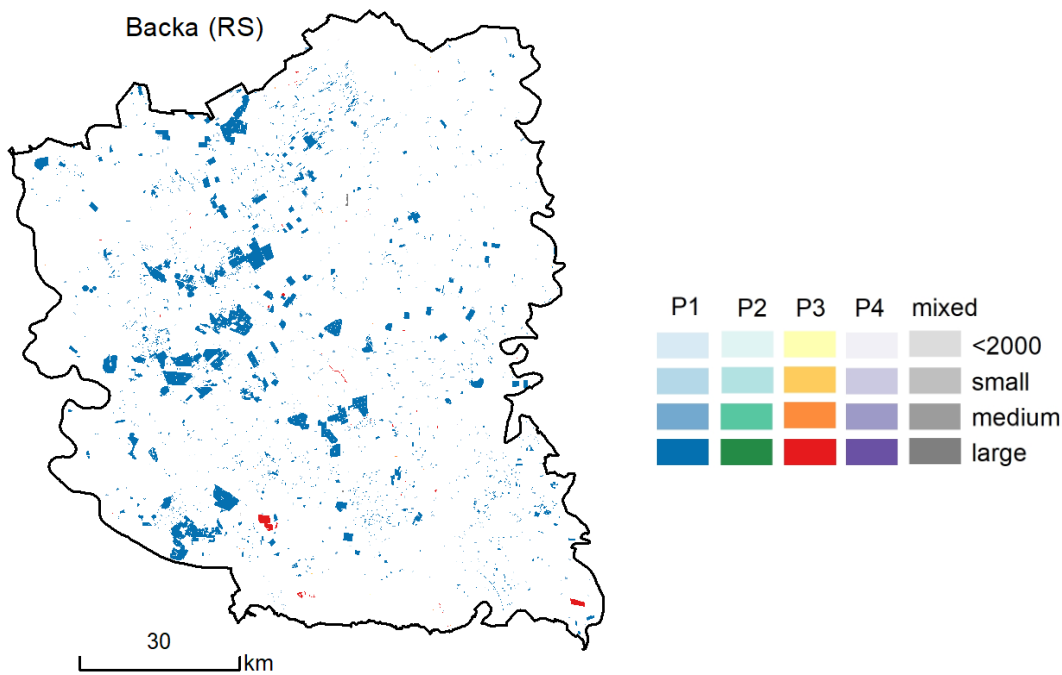 Backa (RS)
P1 P2 P3 P4 mixed
<2000
small
medium
large
30
km